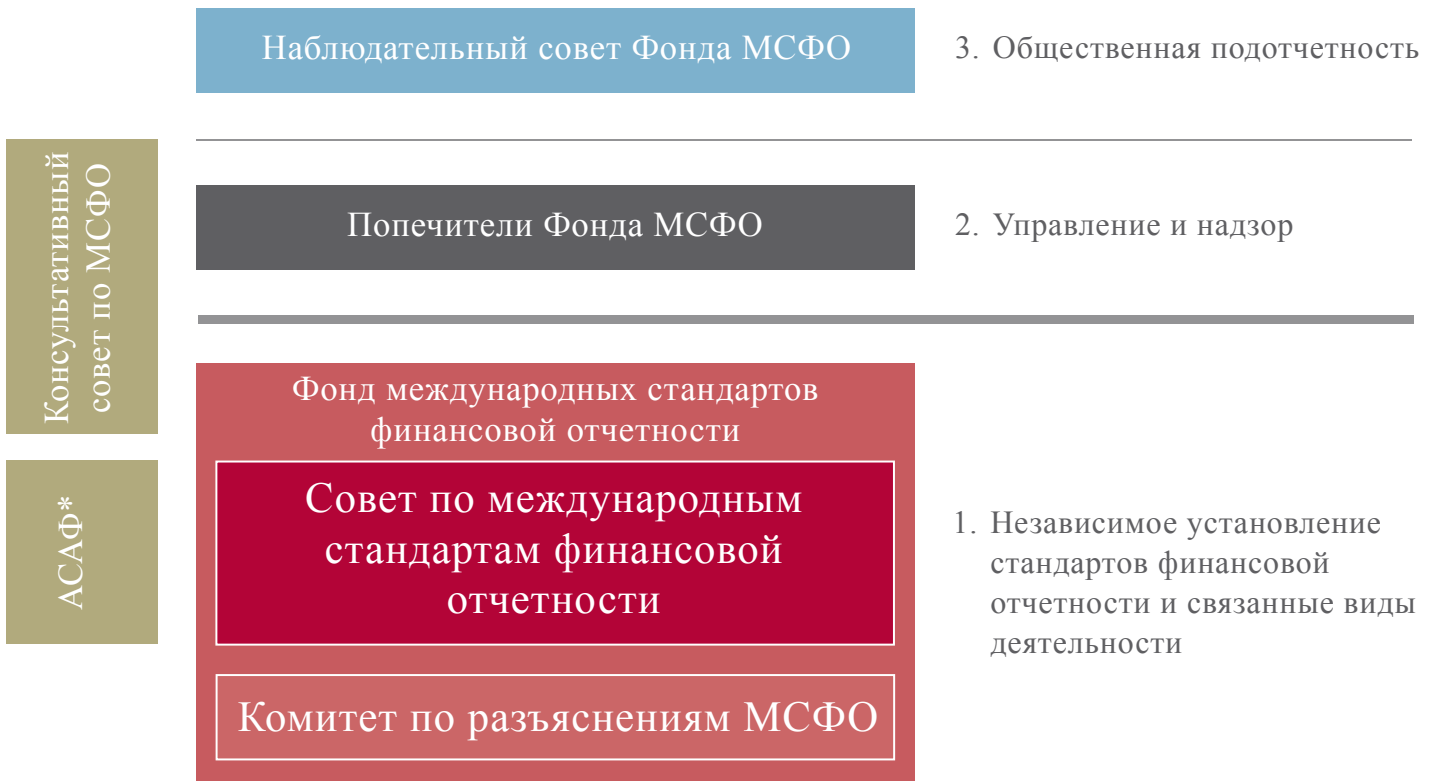 Наблюдательный совет Фонда МСФО
3. Общественная подотчетность
Консультативный
совет по МСФО
Попечители Фонда МСФО
2. Управление и надзор
АСАФ*
Фонд международных стандартов
финансовой отчетности
Совет по международным
стандартам финансовой
отчетности
Комитет по разъяснениям МСФО
1. Независимое установление
стандартов финансовой
отчетности и связанные виды
деятельности